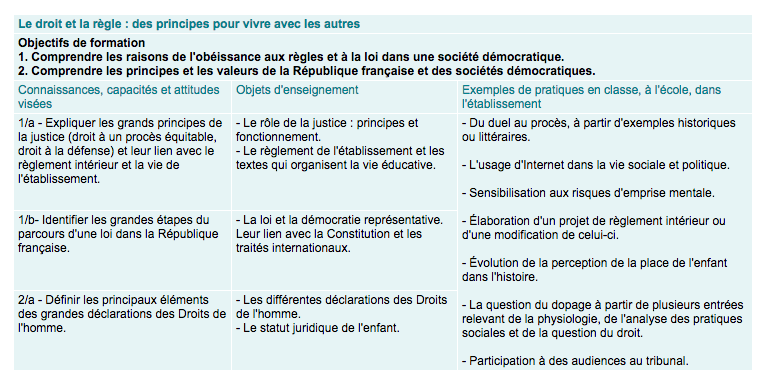 Le droit et la règle : des principes pour vivre avec les autres
Objectifs de formation
1. Comprendre les raisons de l'obéissance aux règles et à la loi dans une société démocratique.
2. Comprendre les principes et les valeurs de la République française et des sociétés démocratiques.
Connaissances, capacités et attitudes
visées
Objets d'enseignement
Exemples de pratiques en classe, à l'école, dans
l'établissement
1/a - Expliquer les grands principes de
la justice (droit à un procès équitable,
droit à la défense) et leur lien avec le
règlement intérieur et la vie de
l'établissement.
- Le rôle de la justice : principes et
fonctionnement.
- Le règlement de l'établissement et les
textes qui organisent la vie éducative.
- Du duel au procès, à partir d'exemples historiques
ou littéraires.
- L'usage d'Internet dans la vie sociale et politique.
- Sensibilisation aux risques d'emprise mentale.
1/b- Identifier les grandes étapes du
parcours d'une loi dans la République
française.
- La loi et la démocratie représentative.
Leur lien avec la Constitution et les
traités internationaux.
- Élaboration d'un projet de règlement intérieur ou
d'une modification de celui-ci.
- Évolution de la perception de la place de l'enfant
dans l'histoire.
2/a - Définir les principaux éléments
des grandes déclarations des Droits de
l'homme.
- Les différentes déclarations des Droits
de l'homme.
- Le statut juridique de l'enfant.
- La question du dopage à partir de plusieurs entrées
relevant de la physiologie, de l'analyse des pratiques
sociales et de la question du droit.
- Participation à des audiences au tribunal.